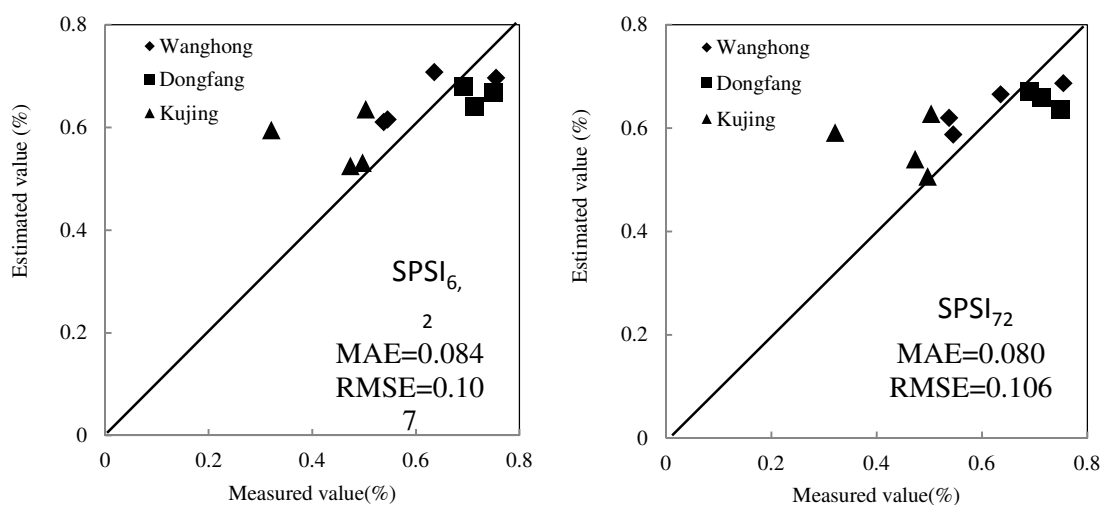 0.8
Wanghong
Dongfang
Kujing
0.6
0.4
0.2
0
Estimated value (%)
SPSI6,
2
MAE=0.084
RMSE=0.10
7
0 0.2 0.4 0.6 0.8
Measured value(%)
0.8
Wanghong
Dongfang
Kujing
0.6
0.4
0.2
0
Estimated value (%)
SPSI72
MAE=0.080
RMSE=0.106
0 0.2 0.4 0.6 0.8
Measured value(%)